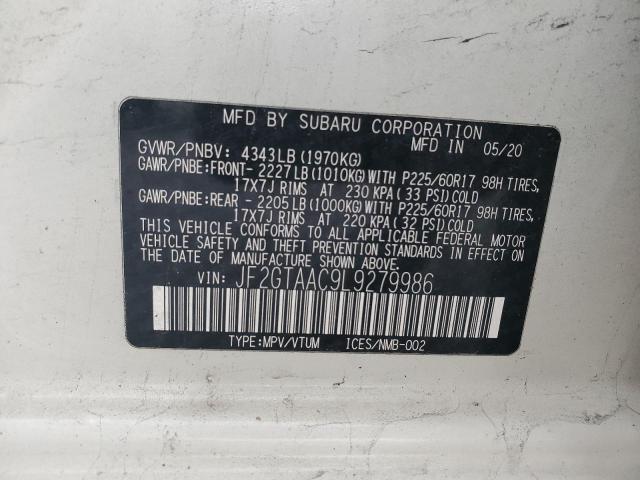 MFD BY SUBARU CORPORATION
MFD IN 05/20
GVWR/PNBV: 4343LB(1970KG)
GAWR/PNBE:FRONT- 2227LB(1010KG)WITH P225/60R17 98H TIRES,
17X7J RIMS AT 230 KPA(33 PSI)COLD
GAWR/PNBE:REAR - 2205LB(1000KG)WITH P225/60R17 98H TIRES,
17X7J RIMS AT 220 KPA(32 PSI)COLD
THIS VEHICLE CONFORMS TO ALL APPLICABLE FEDERAL MOTOR
VEHICLE SAFETY AND THEFT PREVENTION STANDARDS IN EFFECT ON
THE DATE OF MANUFACTURE SHOWN ABOVE.
VIN: JF2GTAAC9L9279986
TYPE:MPV/VTUM ICES/NMB-002